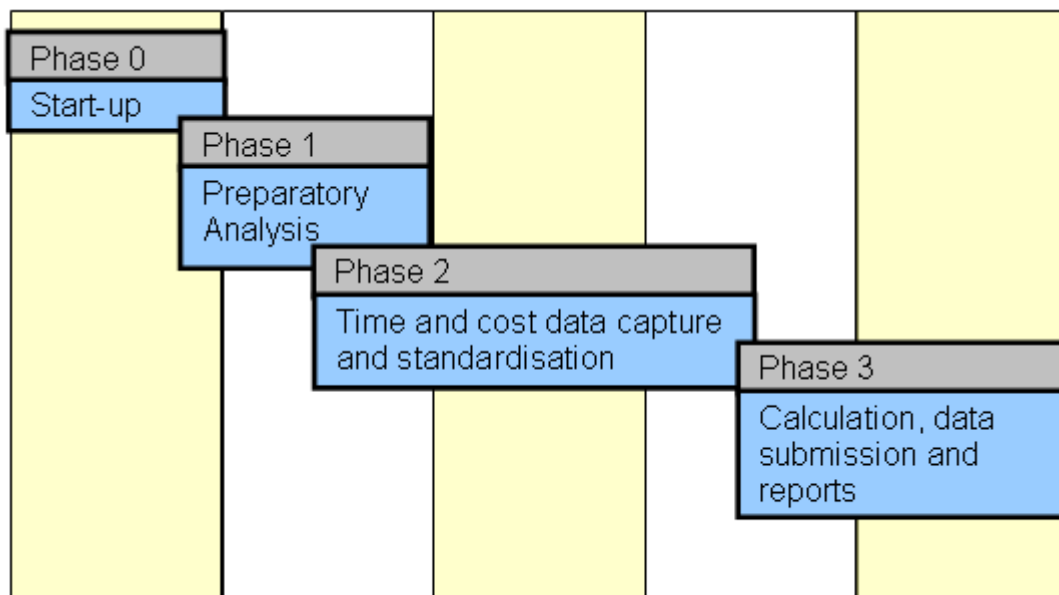 Phase 0
Start-up
Phase 1
Preparatory
Analysis
Phase 2
Time and cost data capture
and standardisation
Phase 3
Calculation, data
submission and
reports